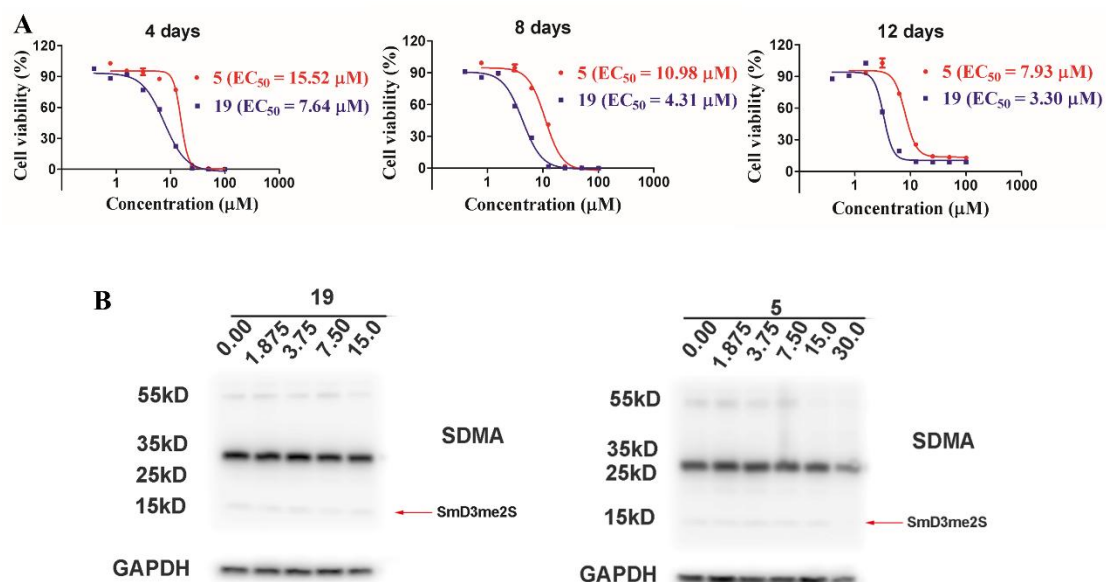 A
4 days
8 days
12 days
Cell viability (%)
120
90
60
30
0
5 (EC50 = 15.52 μM)
19 (EC50 = 7.64 μM)
1 10 100 1000
Concentration (μM)
Cell viability (%)
120
90
60
30
0
5 (EC50 = 10.98 μM)
19 (EC50 = 4.31 μM)
1 10 100 1000
Concentration (μM)
Cell viability (%)
120
90
60
30
0
5 (EC50 = 7.93 μM)
19 (EC50 = 3.30 μM)
1 10 100 1000
Concentration (μM)
B
19
0.00 1.875 3.75 7.50 15.0
55kD
35kD
25kD
15kD
SDMA
SmD3me2S
GAPDH
5
0.00 1.875 3.75 7.50 15.0 30.0
55kD
35kD
25kD
15kD
SDMA
SmD3me2S
GAPDH